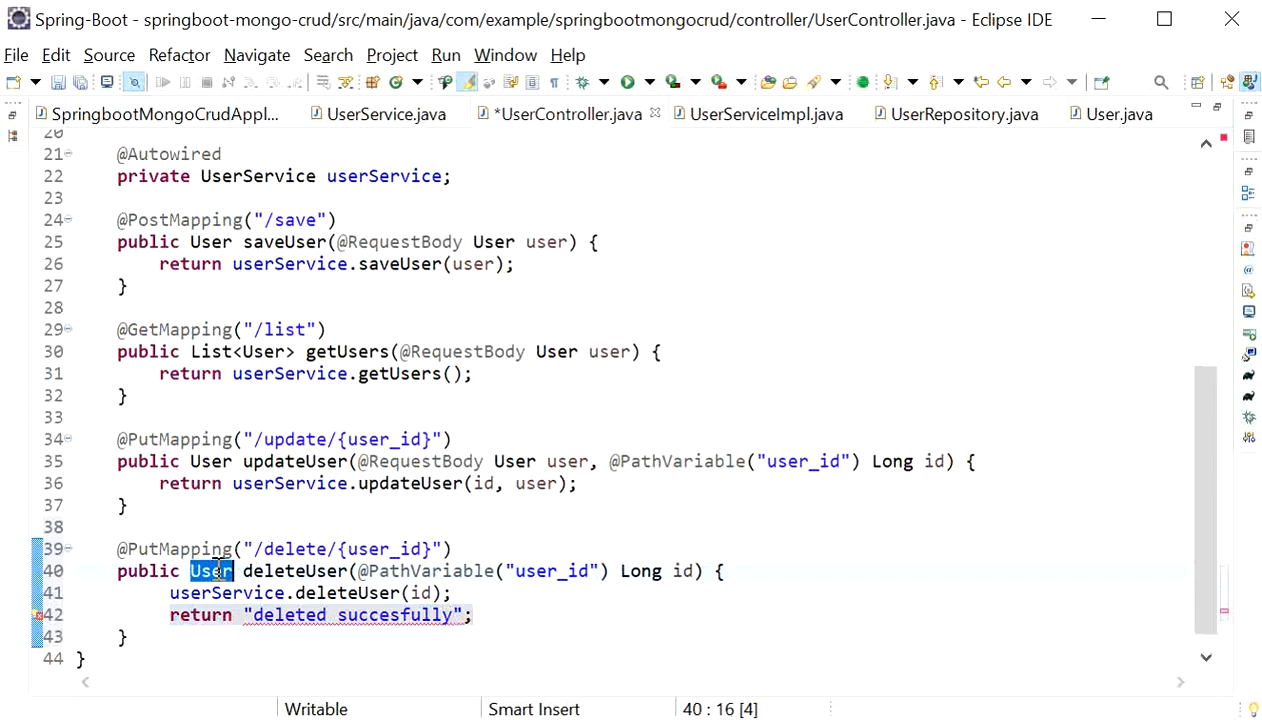 Spring-Boot - springboot-mongo-crud/src/main/java/com/example/springbootmongocrud/controller/UserController.java - Eclipse IDE
File Edit Source Refactor Navigate Search Project Run Window Help
SpringbootMongoCrudAppl... UserService.java *UserController.java UserServiceImpl.java UserRepository.java User.java
20
21 @Autowired
22 private UserService userService;
23
24 @PostMapping("/save")
25 public User saveUser(@RequestBody User user) {
26 return userService.saveUser(user);
27 }
28
29 @GetMapping("/list")
30 public List<User> getUsers(@RequestBody User user) {
31 return userService.getUsers();
32 }
33
34 @PutMapping("/update/{user_id}")
35 public User updateUser(@RequestBody User user, @PathVariable("user_id") Long id) {
36 return userService.updateUser(id, user);
37 }
38
39 @PutMapping("/delete/{user_id}")
40 public User deleteUser(@PathVariable("user_id") Long id) {
41 userService.deleteUser(id);
42 return "deleted succesfully";
43 }
44 }
Writable Smart Insert 40 : 16 [4]